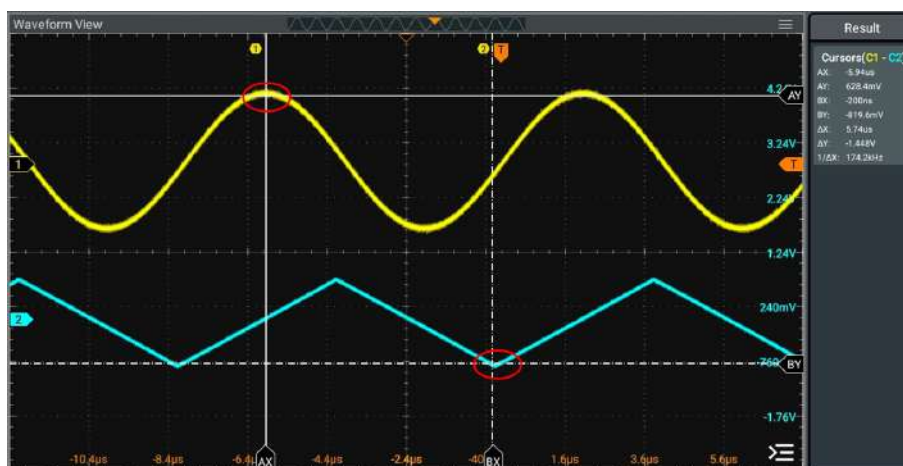 Waveform View
Result
1
2
T
Cursors(C1 - C2)
AX: -5.94us
AY: 628.4mV
BX: -200ns
BY: -819.6mV
ΔX: 5.74us
ΔY: -1.448V
1/ΔX: 174.2kHz
AY
3.24V
1
T
2.24V
1.24V
240mV
2
BY
-1.76V
-10.4μs
-8.4μs
AX
-4.4μs
-2.4μs
BX
1.6μs
3.6μs
5.6μs